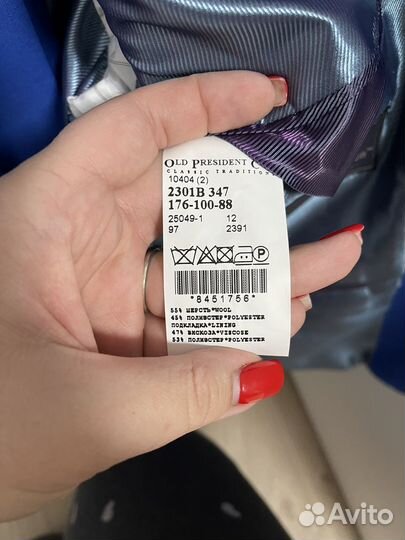 OLD PRESIDENT
CLASSIC TRADITION
10404 (2)
2301B 347
176-100-88
25049-1 12
97 2391
P
*8451756*
55% ШЕРСТЬ*WOOL
45% ПОЛИЭСТЕР*POLYESTER
ПОДКЛАДКА*LINING
47% ВИСКОЗА*VISCOSE
53% ПОЛИЭСТЕР*POLYESTER
Avito